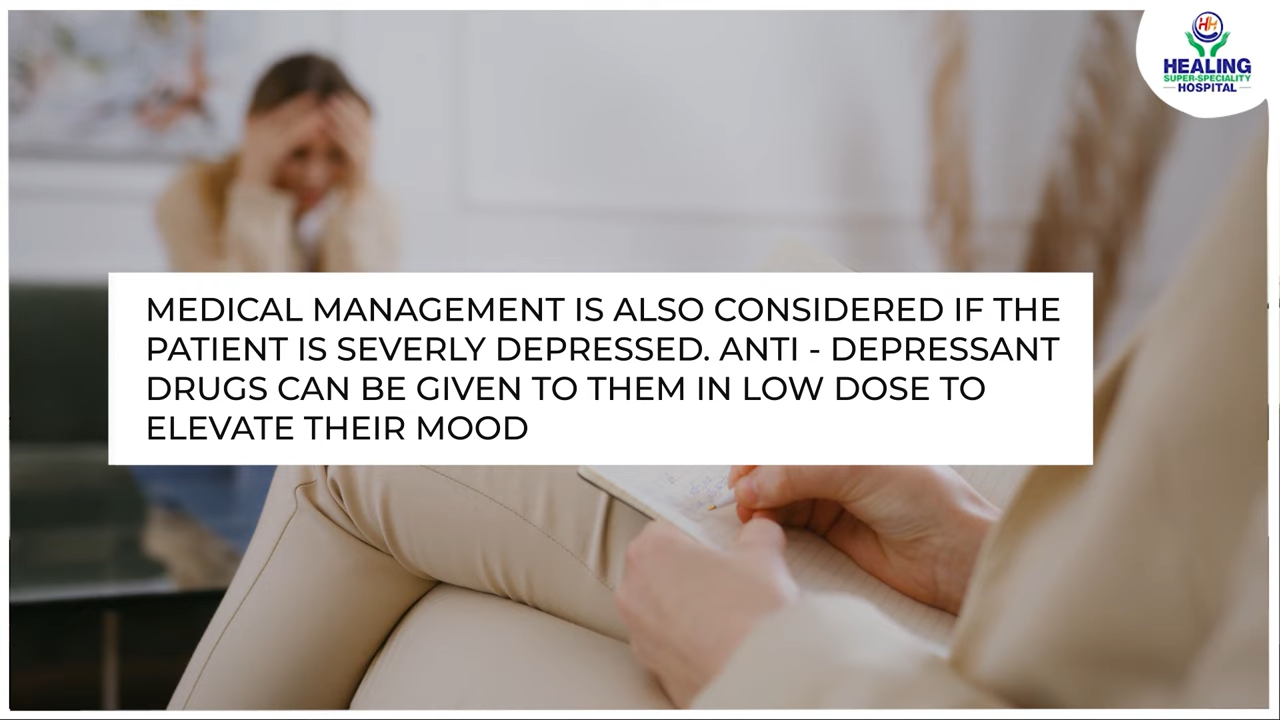 HH
HEALING
SUPER-SPECIALITY
HOSPITAL
MEDICAL MANAGEMENT IS ALSO CONSIDERED IF THE
PATIENT IS SEVERLY DEPRESSED. ANTI - DEPRESSANT
DRUGS CAN BE GIVEN TO THEM IN LOW DOSE TO
ELEVATE THEIR MOOD